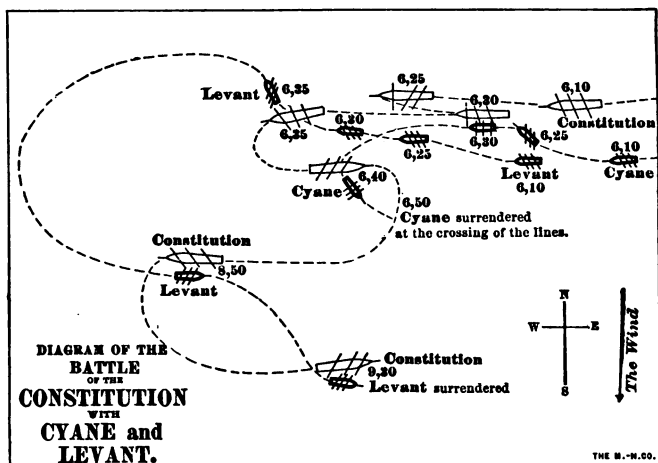 6,25
6,10
Constitution
Levant
6,35
6,30
6,35
6,30
6,25
6,30
6,25
6,10
Cyane
Levant
6,10
6,40
Cyane
6,50
Cyane surrendered
at the crossing of the lines.
Constitution
8,50
Levant
N
W E
S
The Wind
DIAGRAM OF THE
BATTLE
OF THE
CONSTITUTION
WITH
CYANE and
LEVANT.
Constitution
9,30
Levant surrendered
THE M.-N.CO.